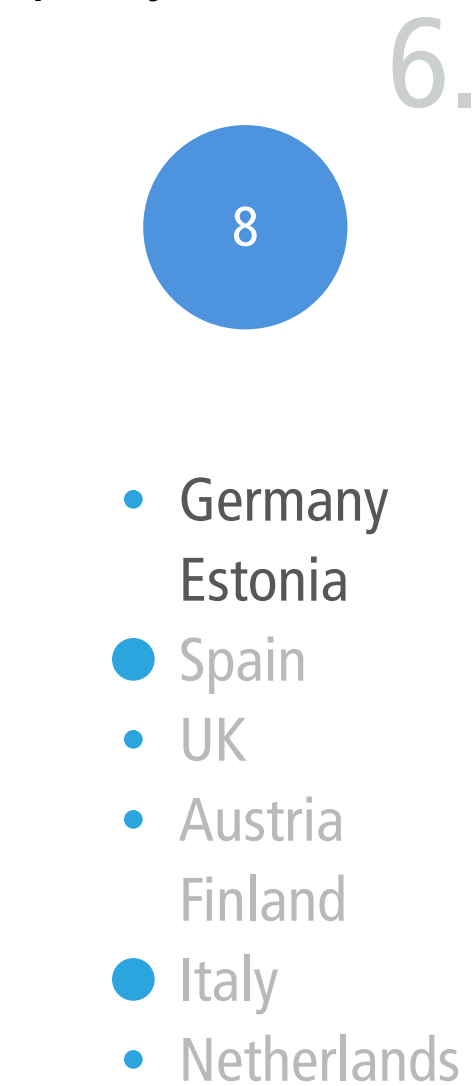 6.
8
Germany
Estonia
Spain
UK
Austria
Finland
Italy
Netherlands